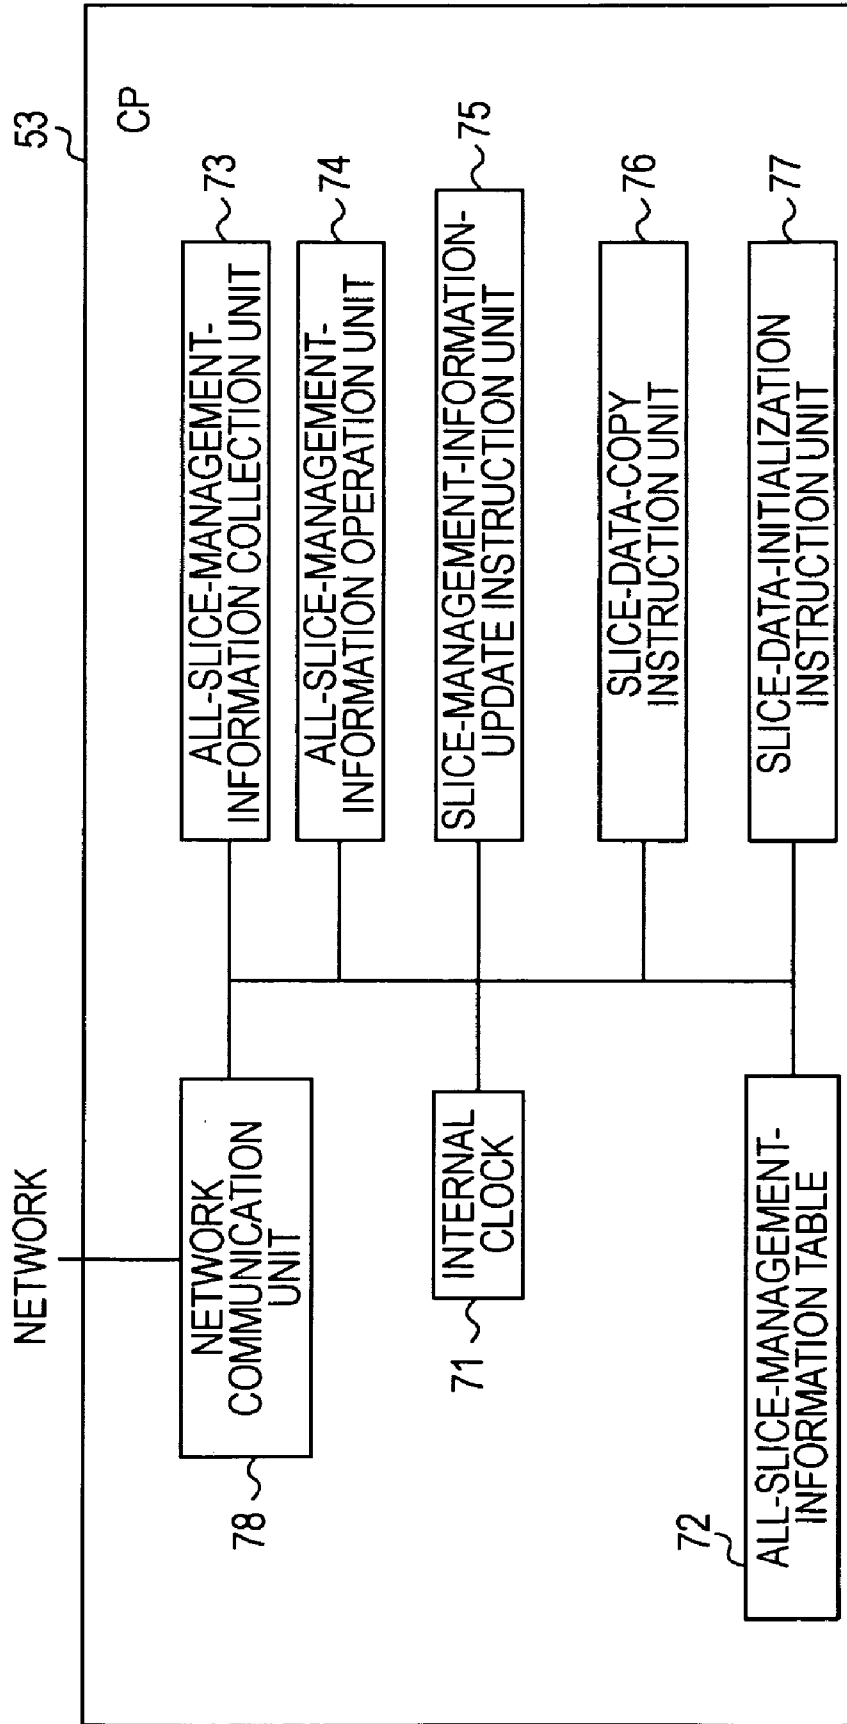 NETWORK
53
CP
NETWORK
COMMUNICATION
UNIT
78
INTERNAL
CLOCK
71
ALL-SLICE-MANAGEMENT-
INFORMATION TABLE
72
ALL-SLICE-MANAGEMENT-
INFORMATION COLLECTION UNIT
73
ALL-SLICE-MANAGEMENT-
INFORMATION OPERATION UNIT
74
SLICE-MANAGEMENT-INFORMATION-
UPDATE INSTRUCTION UNIT
75
SLICE-DATA-COPY
INSTRUCTION UNIT
76
SLICE-DATA-INITIALIZATION
INSTRUCTION UNIT
77